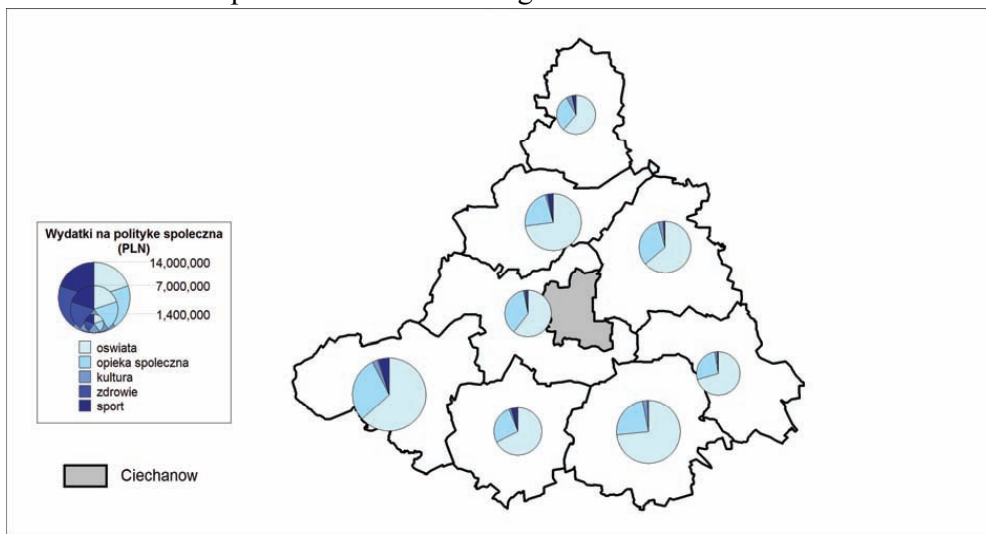 Wydatki na polityke spoleczna
(PLN)
14,000,000
7,000,000
1,400,000
oswiata
opieka spoleczna
kultura
zdrowie
sport
Ciechanow